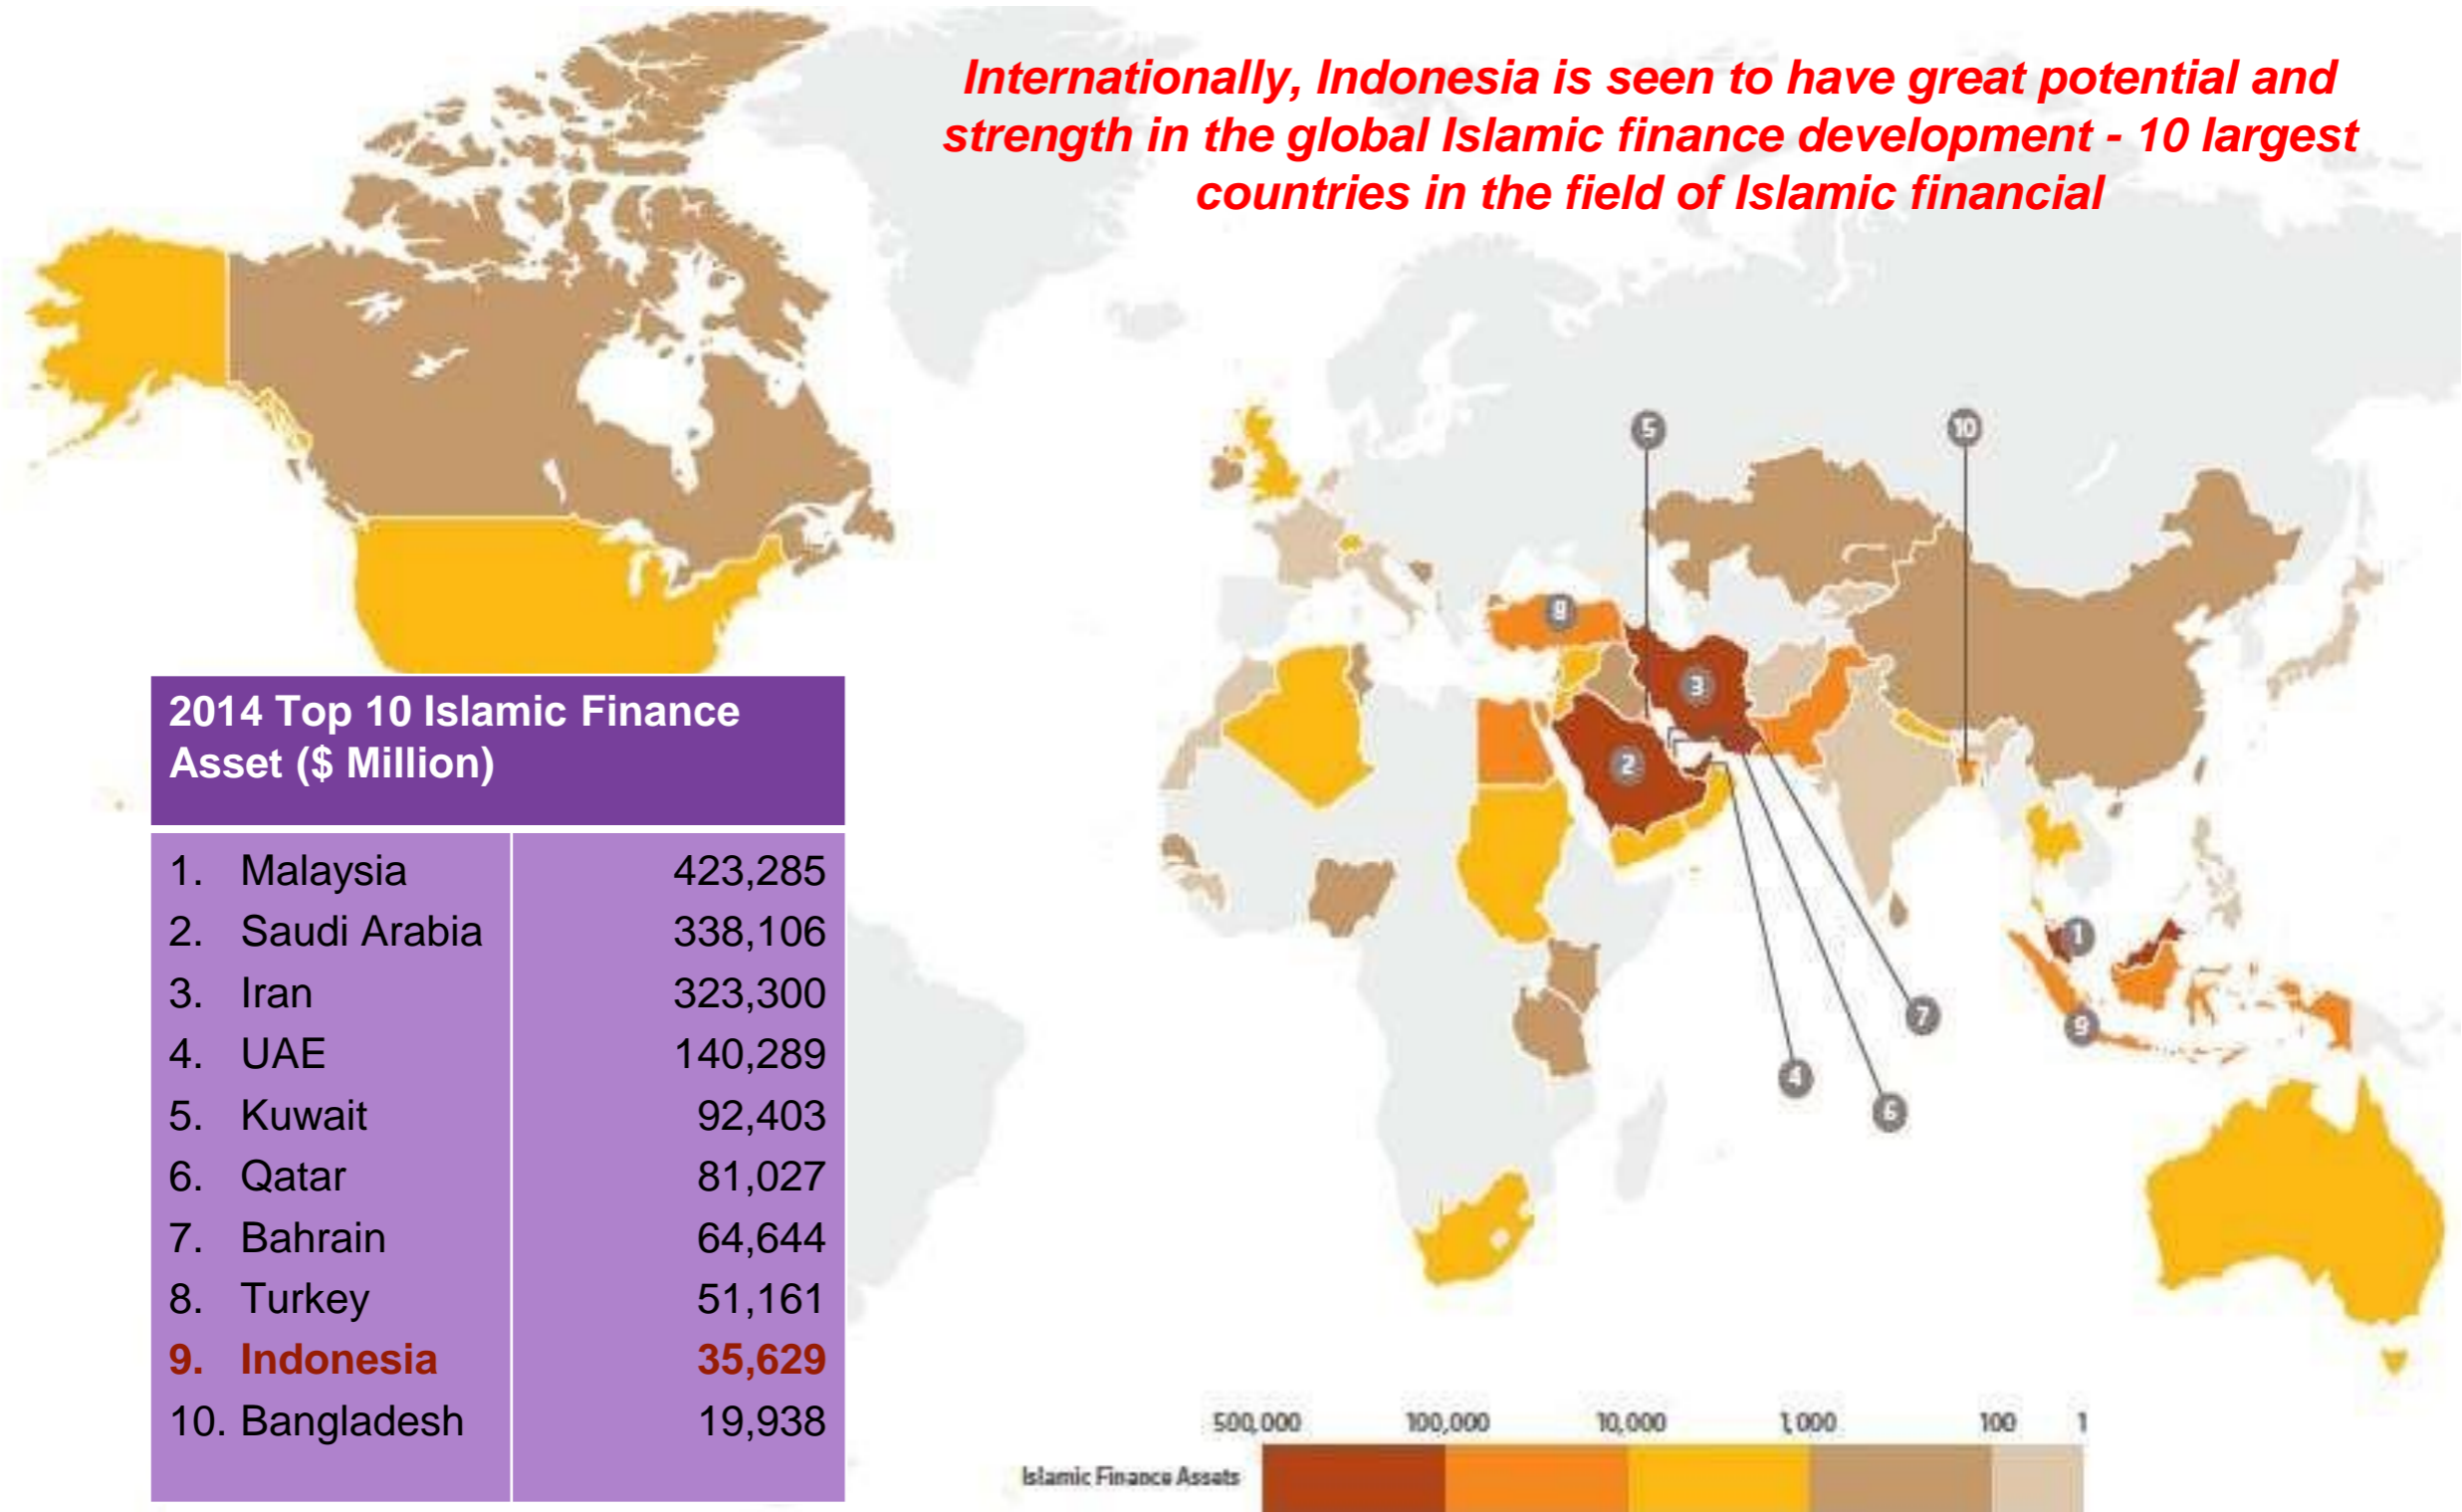 Internationally, Indonesia is seen to have great potential and
strength in the global Islamic finance development - 10 largest
countries in the field of Islamic financial
5
10
8
3
2
1
9
7
4
6
2014 Top 10 Islamic Finance
Asset ($ Million)
1. Malaysia 423,285
2. Saudi Arabia 338,106
3. Iran 323,300
4. UAE 140,289
5. Kuwait 92,403
6. Qatar 81,027
7. Bahrain 64,644
8. Turkey 51,161
9. Indonesia 35,629
10. Bangladesh 19,938
500,000 100,000 10,000 1,000 100 1
Islamic Finance Assets